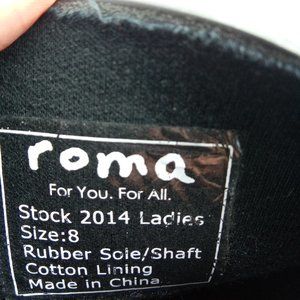 roma
For You. For All.
Stock 2014 Ladies
Size:8
Rubber Sole/Shaft
Cotton Lining
Made in China